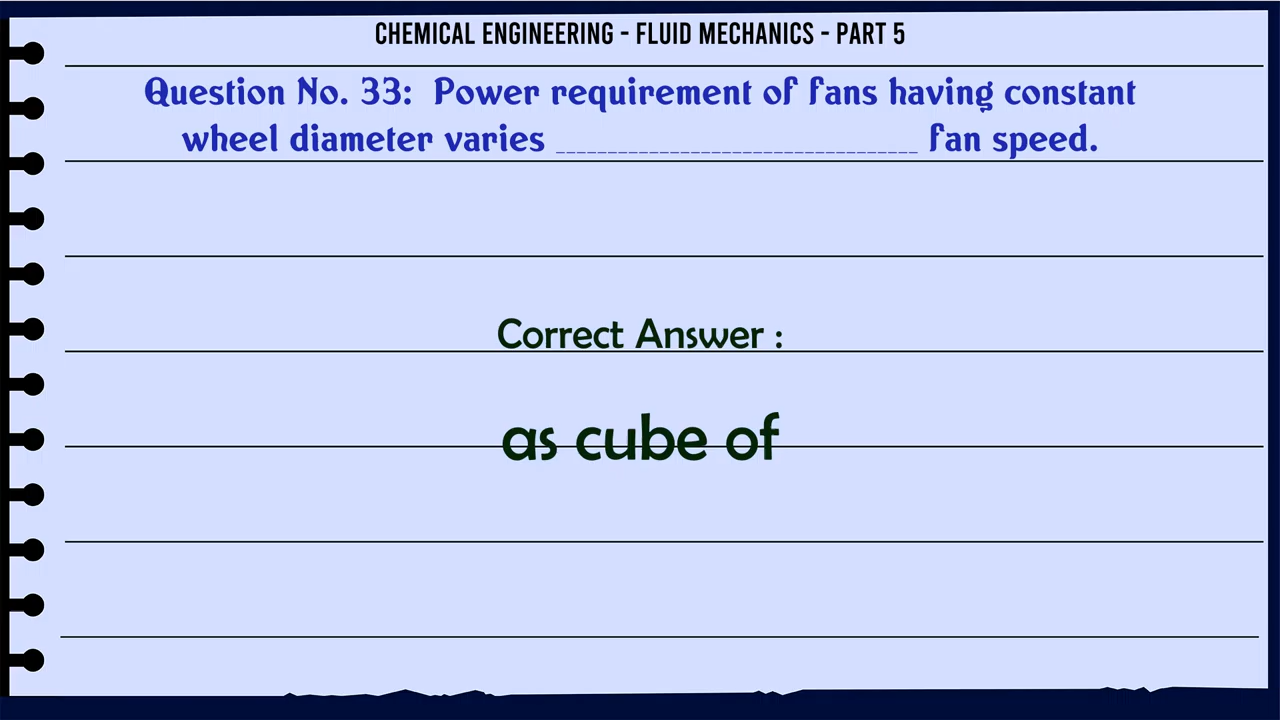 CHEMICAL ENGINEERING - FLUID MECHANICS - PART 5
Question No. 33: Power requirement of fans having constant
wheel diameter varies ______________________________ fan speed.
Correct Answer :
as cube of